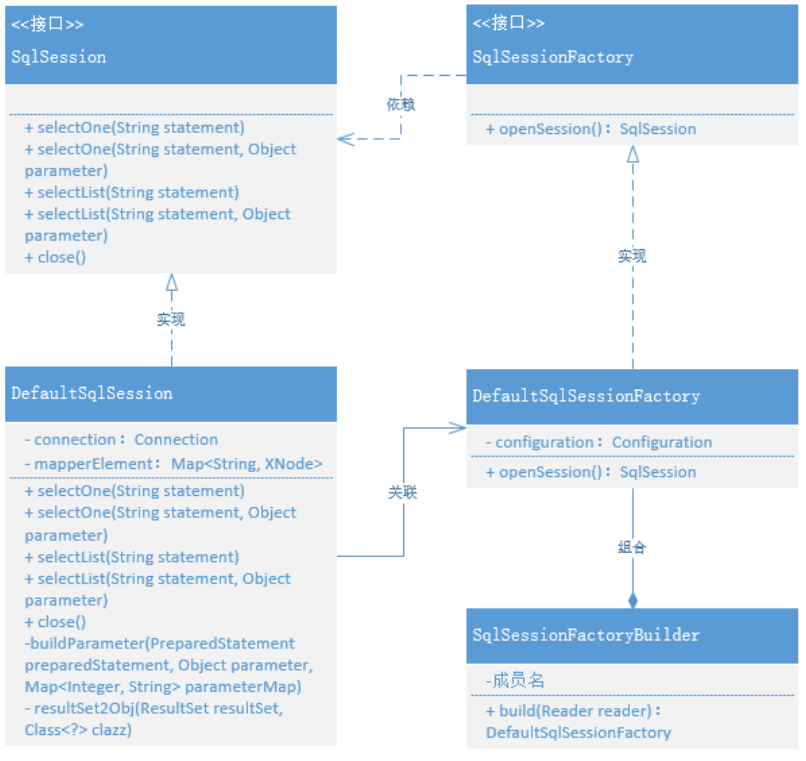 <<接口>>
SqlSession
+ selectOne(String statement)
+ selectOne(String statement, Object
parameter)
+ selectList(String statement)
+ selectList(String statement, Object
parameter)
+ close()
<<接口>>
SqlSessionFactory
+ openSession()：SqlSession
依赖
实现
实现
DefaultSqlSession
- connection：Connection
- mapperElement：Map<String, XNode>
+ selectOne(String statement)
+ selectOne(String statement, Object
parameter)
+ selectList(String statement)
+ selectList(String statement, Object
parameter)
+ close()
-buildParameter(PreparedStatement
preparedStatement, Object parameter,
Map<Integer, String> parameterMap)
- resultSet2Obj(ResultSet resultSet,
Class<?> clazz)
关联
DefaultSqlSessionFactory
- configuration：Configuration
+ openSession()：SqlSession
组合
SqlSessionFactoryBuilder
-成员名
+ build(Reader reader)：
DefaultSqlSessionFactory